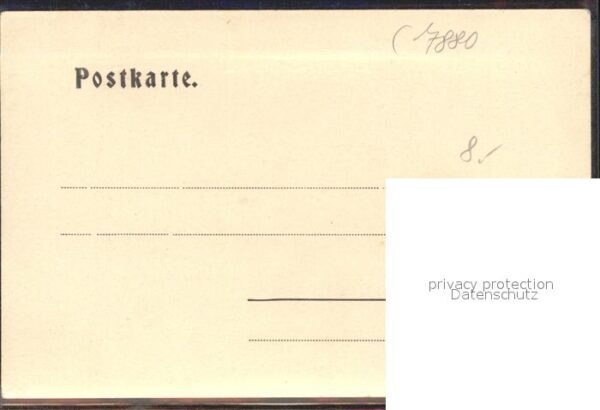 ( 7880
Postkarte.
8.-
privacy protection
Datenschutz